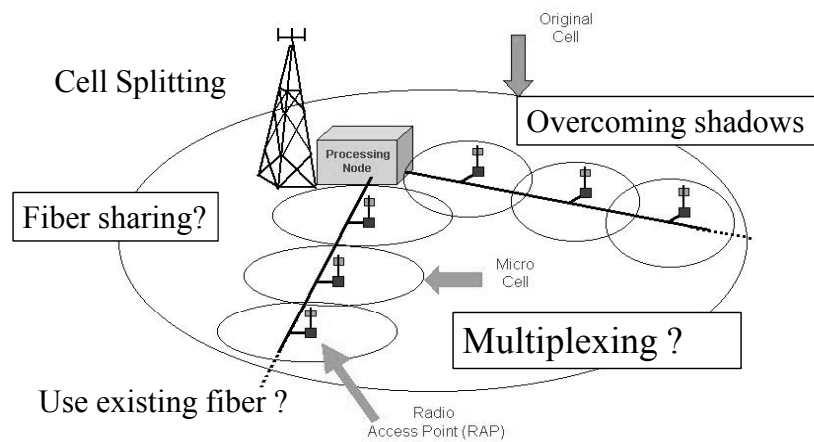 Original
Cell
Cell Splitting
Overcoming shadows
Processing
Node
Fiber sharing?
Micro
Cell
Multiplexing ?
Use existing fiber ?
Radio
Access Point (RAP)